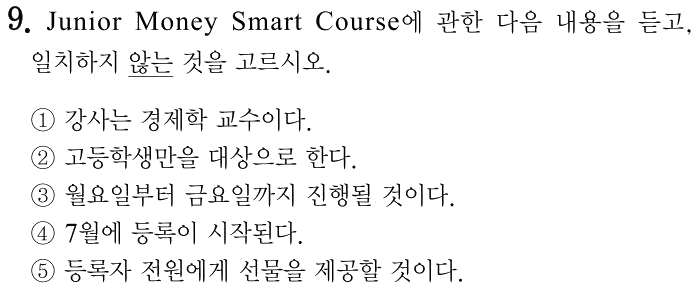 9. Junior Money Smart Course에 관한 다음 내용을 듣고,
일치하지 않는 것을 고르시오.
① 강사는 경제학 교수이다.
② 고등학생만을 대상으로 한다.
③ 월요일부터 금요일까지 진행될 것이다.
④ 7월에 등록이 시작된다.
⑤ 등록자 전원에게 선물을 제공할 것이다.